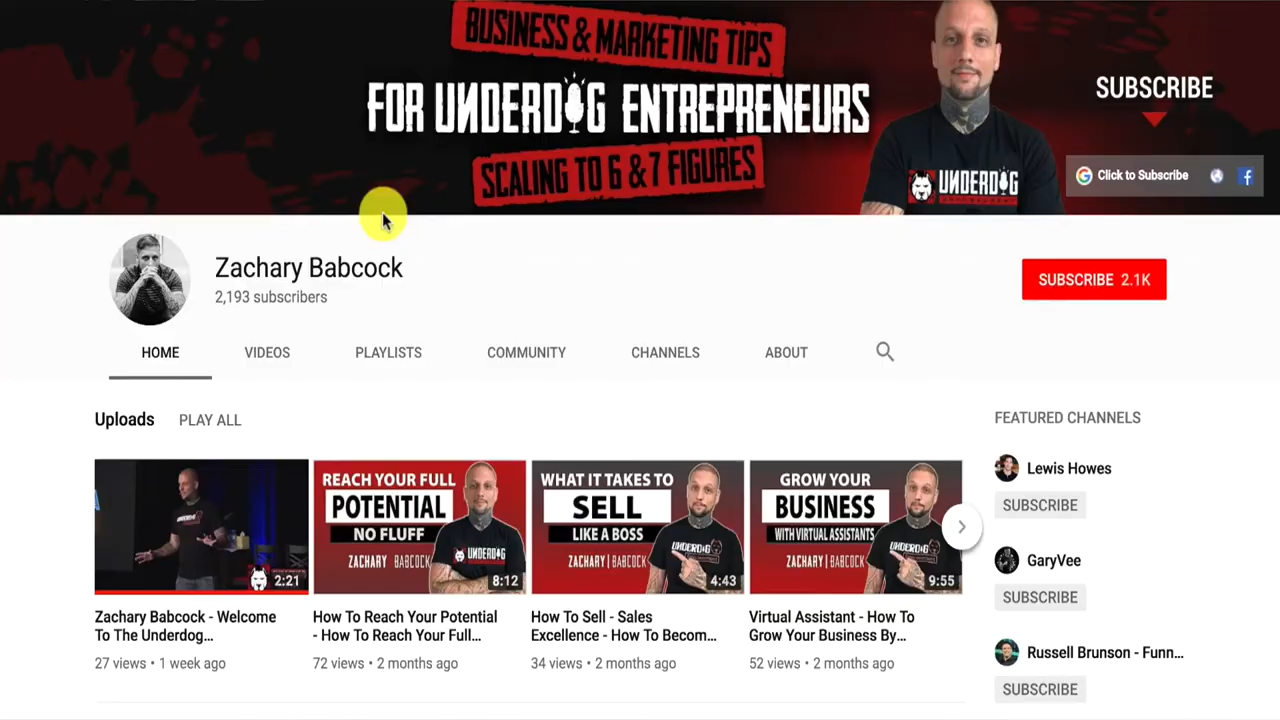 BUSINESS & MARKETING TIPS
FOR UNDERDOG ENTREPRENEURS
SCALING TO 6 & 7 FIGURES
SUBSCRIBE
Click to Subscribe
UNDERDOG
Zachary Babcock
2,193 subscribers
SUBSCRIBE 2.1K
HOME VIDEOS PLAYLISTS COMMUNITY CHANNELS ABOUT
Uploads PLAY ALL
2:21
Zachary Babcock - Welcome
To The Underdog...
27 views • 1 week ago
REACH YOUR FULL
POTENTIAL
NO FLUFF
ZACHARY BABCOCK
UNDERDOG
8:12
How To Reach Your Potential
- How To Reach Your Full...
72 views • 2 months ago
WHAT IT TAKES TO
SELL
LIKE A BOSS
ZACHARY | BABCOCK
UNDERDOG
4:43
How To Sell - Sales
Excellence - How To Becom...
34 views • 2 months ago
GROW YOUR
BUSINESS
WITH VIRTUAL ASSISTANTS
ZACHARY | BABCOCK
UNDERDOG
9:55
Virtual Assistant - How To
Grow Your Business By...
52 views • 2 months ago
FEATURED CHANNELS
Lewis Howes
SUBSCRIBE
GaryVee
SUBSCRIBE
Russell Brunson - Funn...
SUBSCRIBE